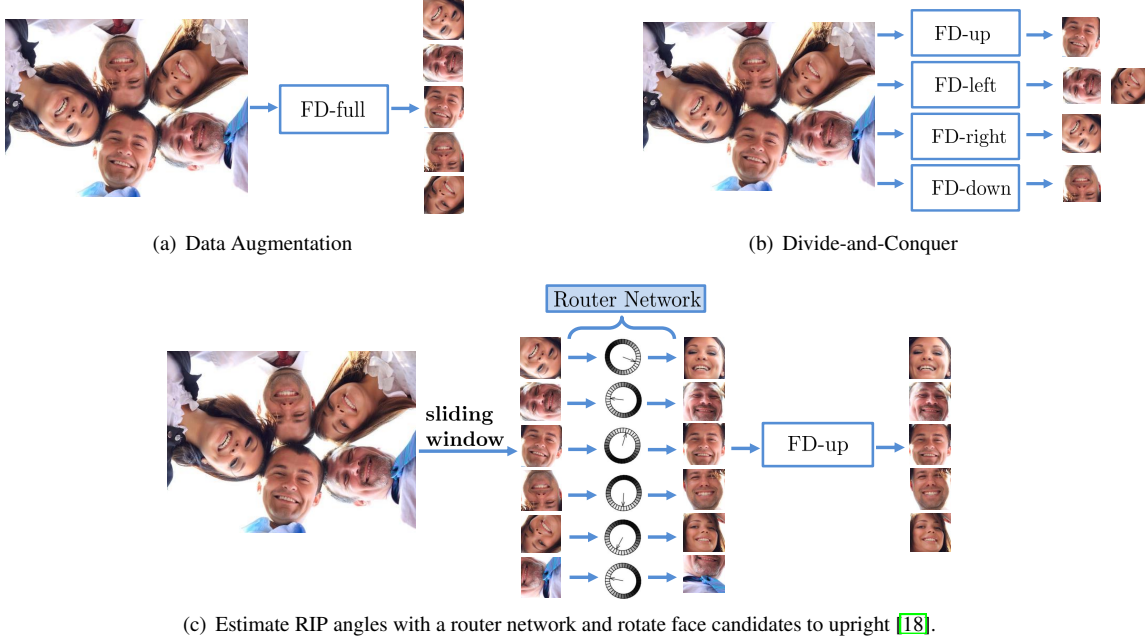 FD-full
(a) Data Augmentation
FD-up
FD-left
FD-right
FD-down
(b) Divide-and-Conquer
Router Network
sliding
window
FD-up
(c) Estimate RIP angles with a router network and rotate face candidates to upright [18].